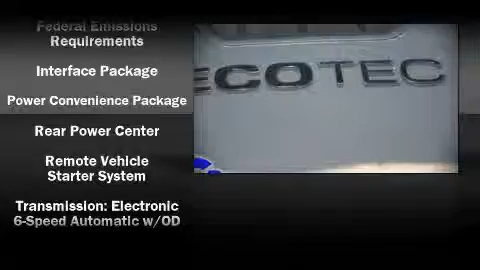 Federal Emissions
Requirements
Interface Package
Power Convenience Package
Rear Power Center
Remote Vehicle
Starter System
Transmission: Electronic
6-Speed Automatic w/OD
ECOTEC